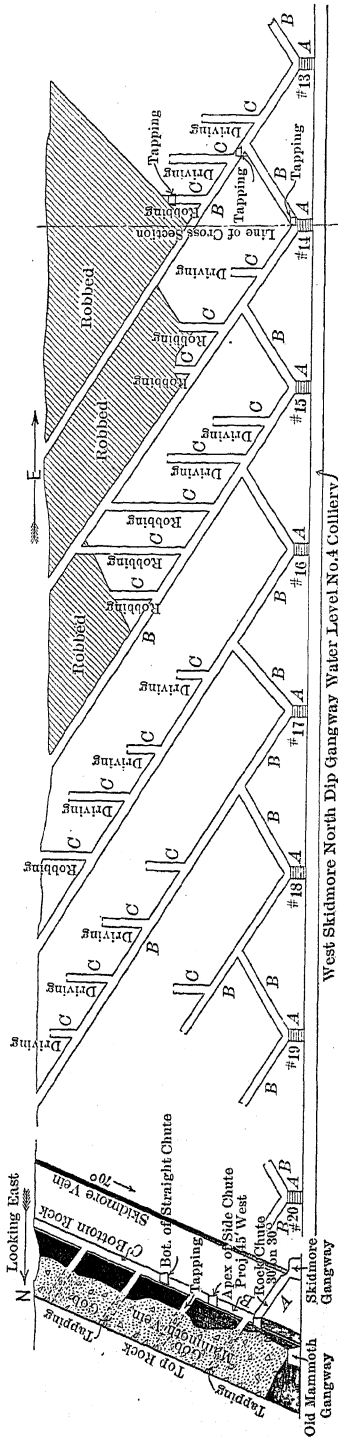 N
Looking East
E
Robbed
Robbed
Robbed
Tapping
Line of Cross Section
Tapping
Tapping
Driving
C
Driving
C
Robbing
C
B
Driving
C
Robbing
C
Robbing
C
Driving
C
Driving
C
Robbing
C
Robbing
C
Robbing
C
B
Driving
C
Driving
C
Driving
C
Robbing
C
Driving
C
Driving
C
Driving
C
B
C
C
B
B
A
#13
B
A
#14
B
A
#15
B
A
#16
B
A
#17
B
A
#18
B
A
#19
B
A
#20
B
West Skidmore North Dip Gangway Water Level No.4 Colliery
70°
Skidmore Vein
C'Bottom Rock
Bot. of Straight Chute
Tapping
Apex of Side Chute
Proj. 45' West
Rock Chute
30' on 30°
B
A
Skidmore
Gangway
Old Mammoth
Gangway
Mammoth Vein
Gob
Gob
Top Rock
Tapping
Tapping